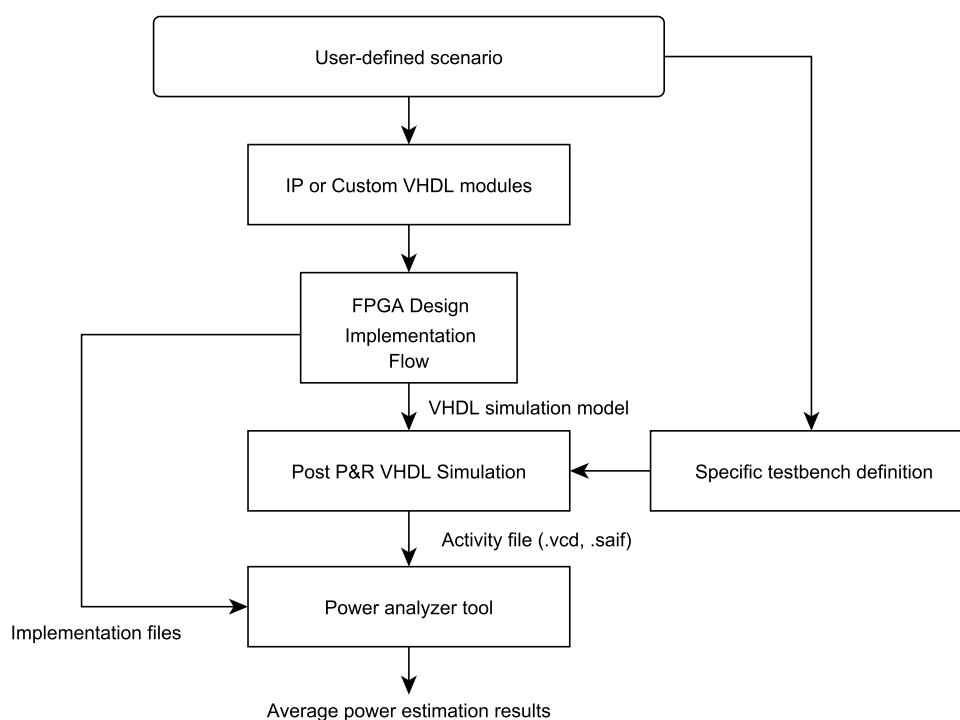 User-defined scenario
IP or Custom VHDL modules
FPGA Design
Implementation
Flow
VHDL simulation model
Post P&R VHDL Simulation
Specific testbench definition
Activity file (.vcd, .saif)
Power analyzer tool
Implementation files
Average power estimation results